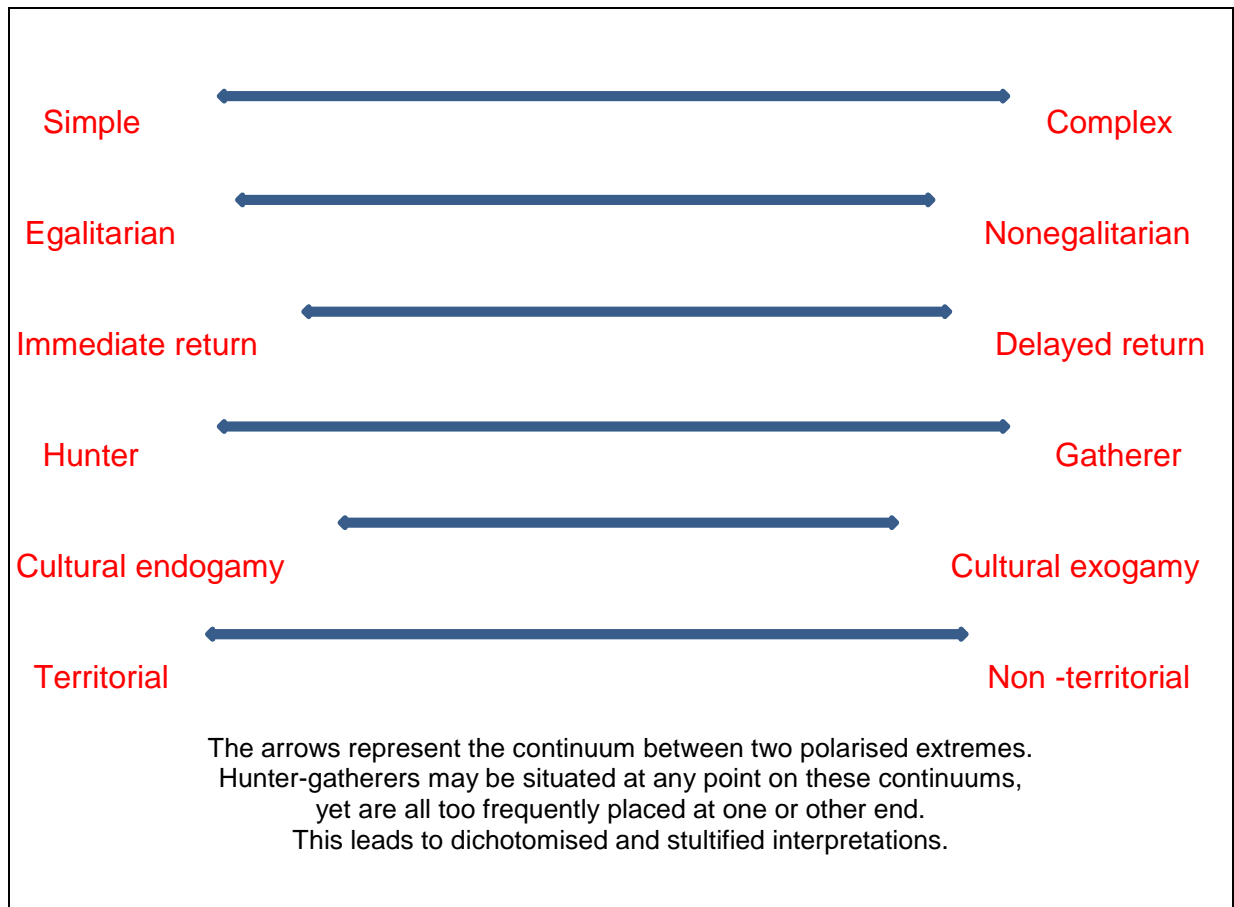 Simple Complex
Egalitarian Nonegalitarian
Immediate return Delayed return
Hunter Gatherer
Cultural endogamy Cultural exogamy
Territorial Non -territorial
The arrows represent the continuum between two polarised extremes.
Hunter-gatherers may be situated at any point on these continuums,
yet are all too frequently placed at one or other end.
This leads to dichotomised and stultified interpretations.